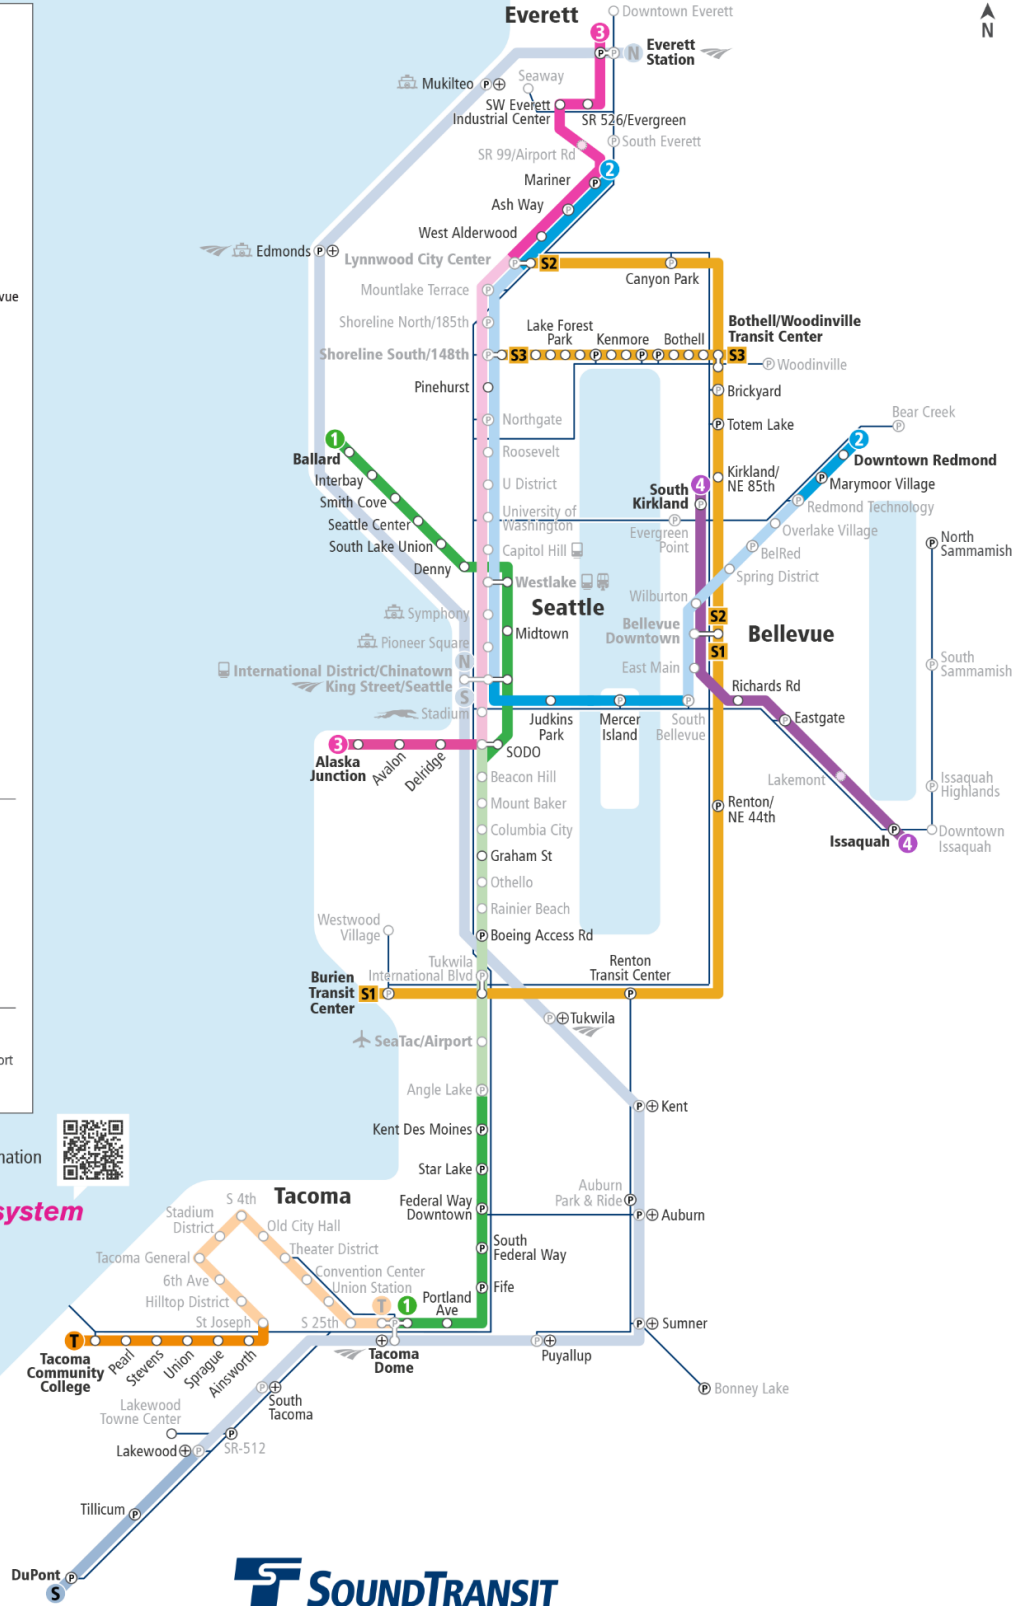 Everett
Downtown Everett
N
3
N
Everett
Station
Mukilteo
Seaway
SW Everett
Industrial Center
SR 526/Evergreen
South Everett
SR 99/Airport Rd
2
Mariner
Ash Way
West Alderwood
Edmonds
Lynnwood City Center
S2
Canyon Park
vue
Mountlake Terrace
Shoreline North/185th
Lake Forest
Park
Kenmore
Bothell
Bothell/Woodinville
Transit Center
Shoreline South/148th
S3
S3
Woodinville
Pinehurst
Brickyard
Northgate
Totem Lake
Bear Creek
1
Ballard
2
Downtown Redmond
Roosevelt
Interbay
Kirkland/
NE 85th
Marymoor Village
U District
4
South
Kirkland
Smith Cove
Redmond Technology
University of
Washington
Seattle Center
Evergreen
Point
Overlake Village
North
Sammamish
South Lake Union
Capitol Hill
BelRed
Denny
Westlake
Spring District
Wilburton
Seattle
Symphony
S2
Midtown
Bellevue
Downtown
Bellevue
Pioneer Square
S1
N
International District/Chinatown
King Street/Seattle
East Main
South
Sammamish
S
Richards Rd
Stadium
Judkins
Park
Mercer
Island
South
Bellevue
Eastgate
3
Alaska
Junction
Avalon
Delridge
SODO
Beacon Hill
Lakemont
Issaquah
Highlands
Mount Baker
Renton/
NE 44th
Columbia City
Issaquah
4
Downtown
Issaquah
Graham St
Othello
Rainier Beach
Westwood
Village
Boeing Access Rd
Tukwila
International Blvd
Renton
Transit Center
Burien
Transit
Center
S1
Tukwila
SeaTac/Airport
ort
Angle Lake
Kent
Kent Des Moines
nation
Star Lake
system
Tacoma
Auburn
Park & Ride
S 4th
Federal Way
Downtown
Auburn
Stadium
District
Old City Hall
South
Federal Way
Tacoma General
Theater District
6th Ave
Convention Center
Union Station
Fife
Hilltop District
T
1
Portland
Ave
St Joseph
S 25th
Sumner
T
Tacoma
Community
College
Pearl
Stevens
Union
Sprague
Ainsworth
Tacoma
Dome
Puyallup
Bonney Lake
South
Tacoma
Lakewood
Towne Center
Lakewood
SR-512
Tillicum
DuPont
S
T
SOUNDTRANSIT